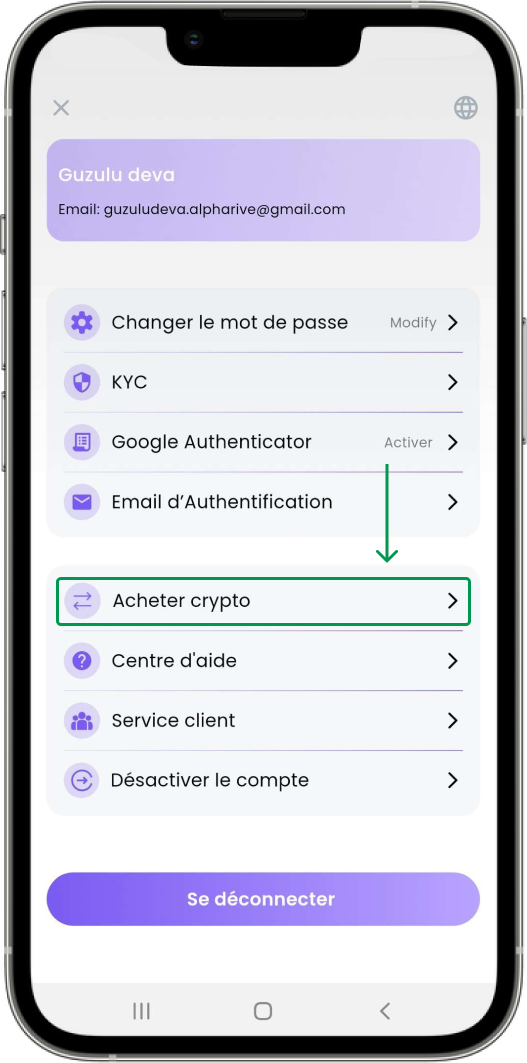 Guzulu deva
Email: guzuludeva.alpharive@gmail.com
Changer le mot de passe Modify
KYC
Google Authenticator Activer
Email d’Authentification
Acheter crypto
Centre d'aide
Service client
Désactiver le compte
Se déconnecter